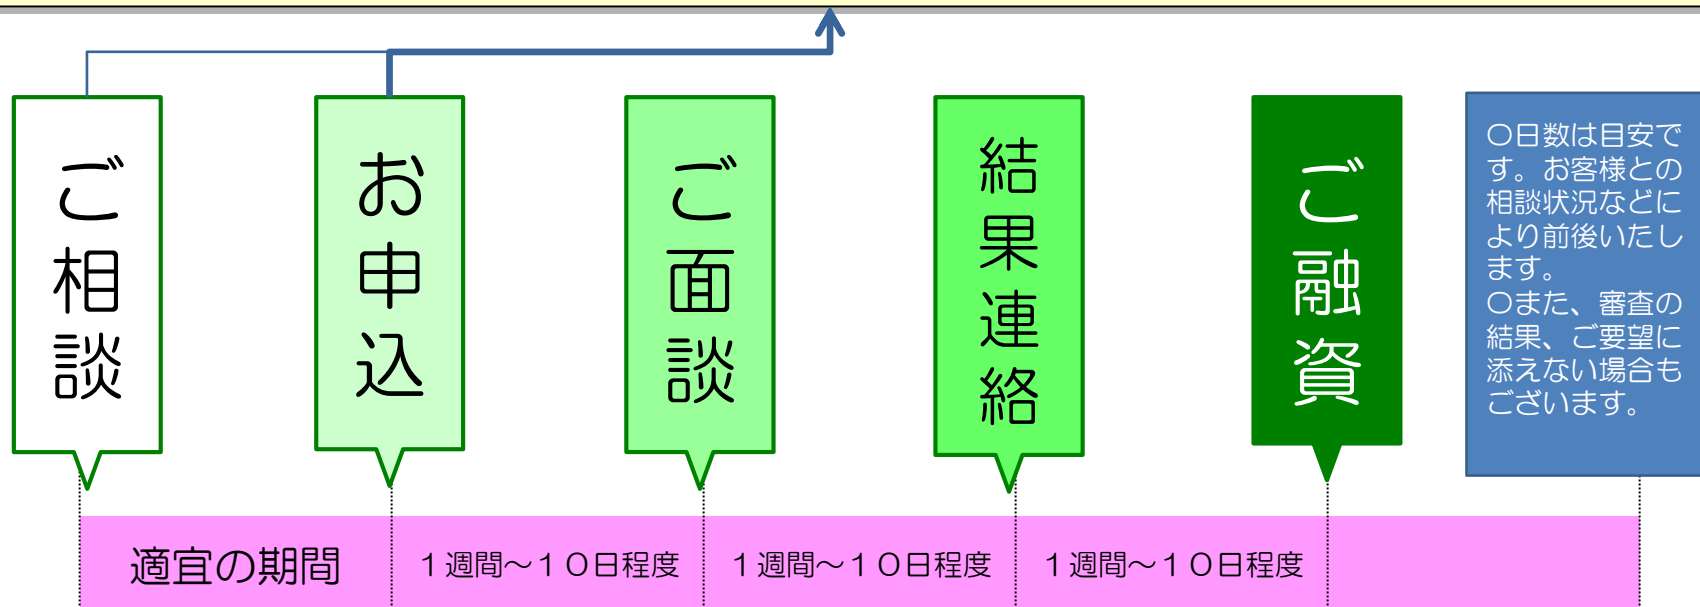 ご相談
お申込
ご面談
結果連絡
ご融資
〇日数は目安で
す。お客様との
相談状況などに
より前後いたし
ます。
〇また、審査の
結果、ご要望に
添えない場合も
ございます。
適宜の期間
１週間～１０日程度
１週間～１０日程度
１週間～１０日程度